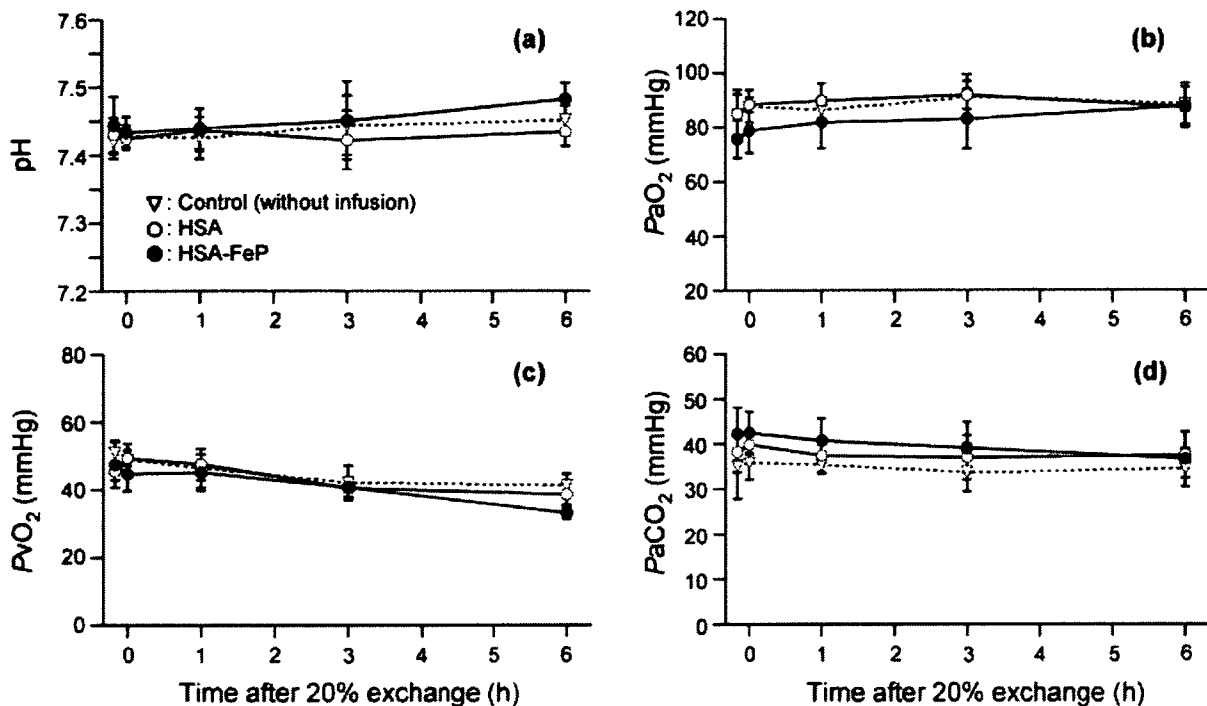 7.6
7.5
7.4
7.3
7.2
pH
(a)
▽: Control (without infusion)
○: HSA
●: HSA-FeP
0 1 2 3 4 5 6
120
100
80
60
40
20
PaO₂ (mmHg)
(b)
0 1 2 3 4 5 6
80
60
40
20
0
PvO₂ (mmHg)
(c)
0 1 2 3 4 5 6
Time after 20% exchange (h)
60
50
40
30
20
10
0
PaCO₂ (mmHg)
(d)
0 1 2 3 4 5 6
Time after 20% exchange (h)